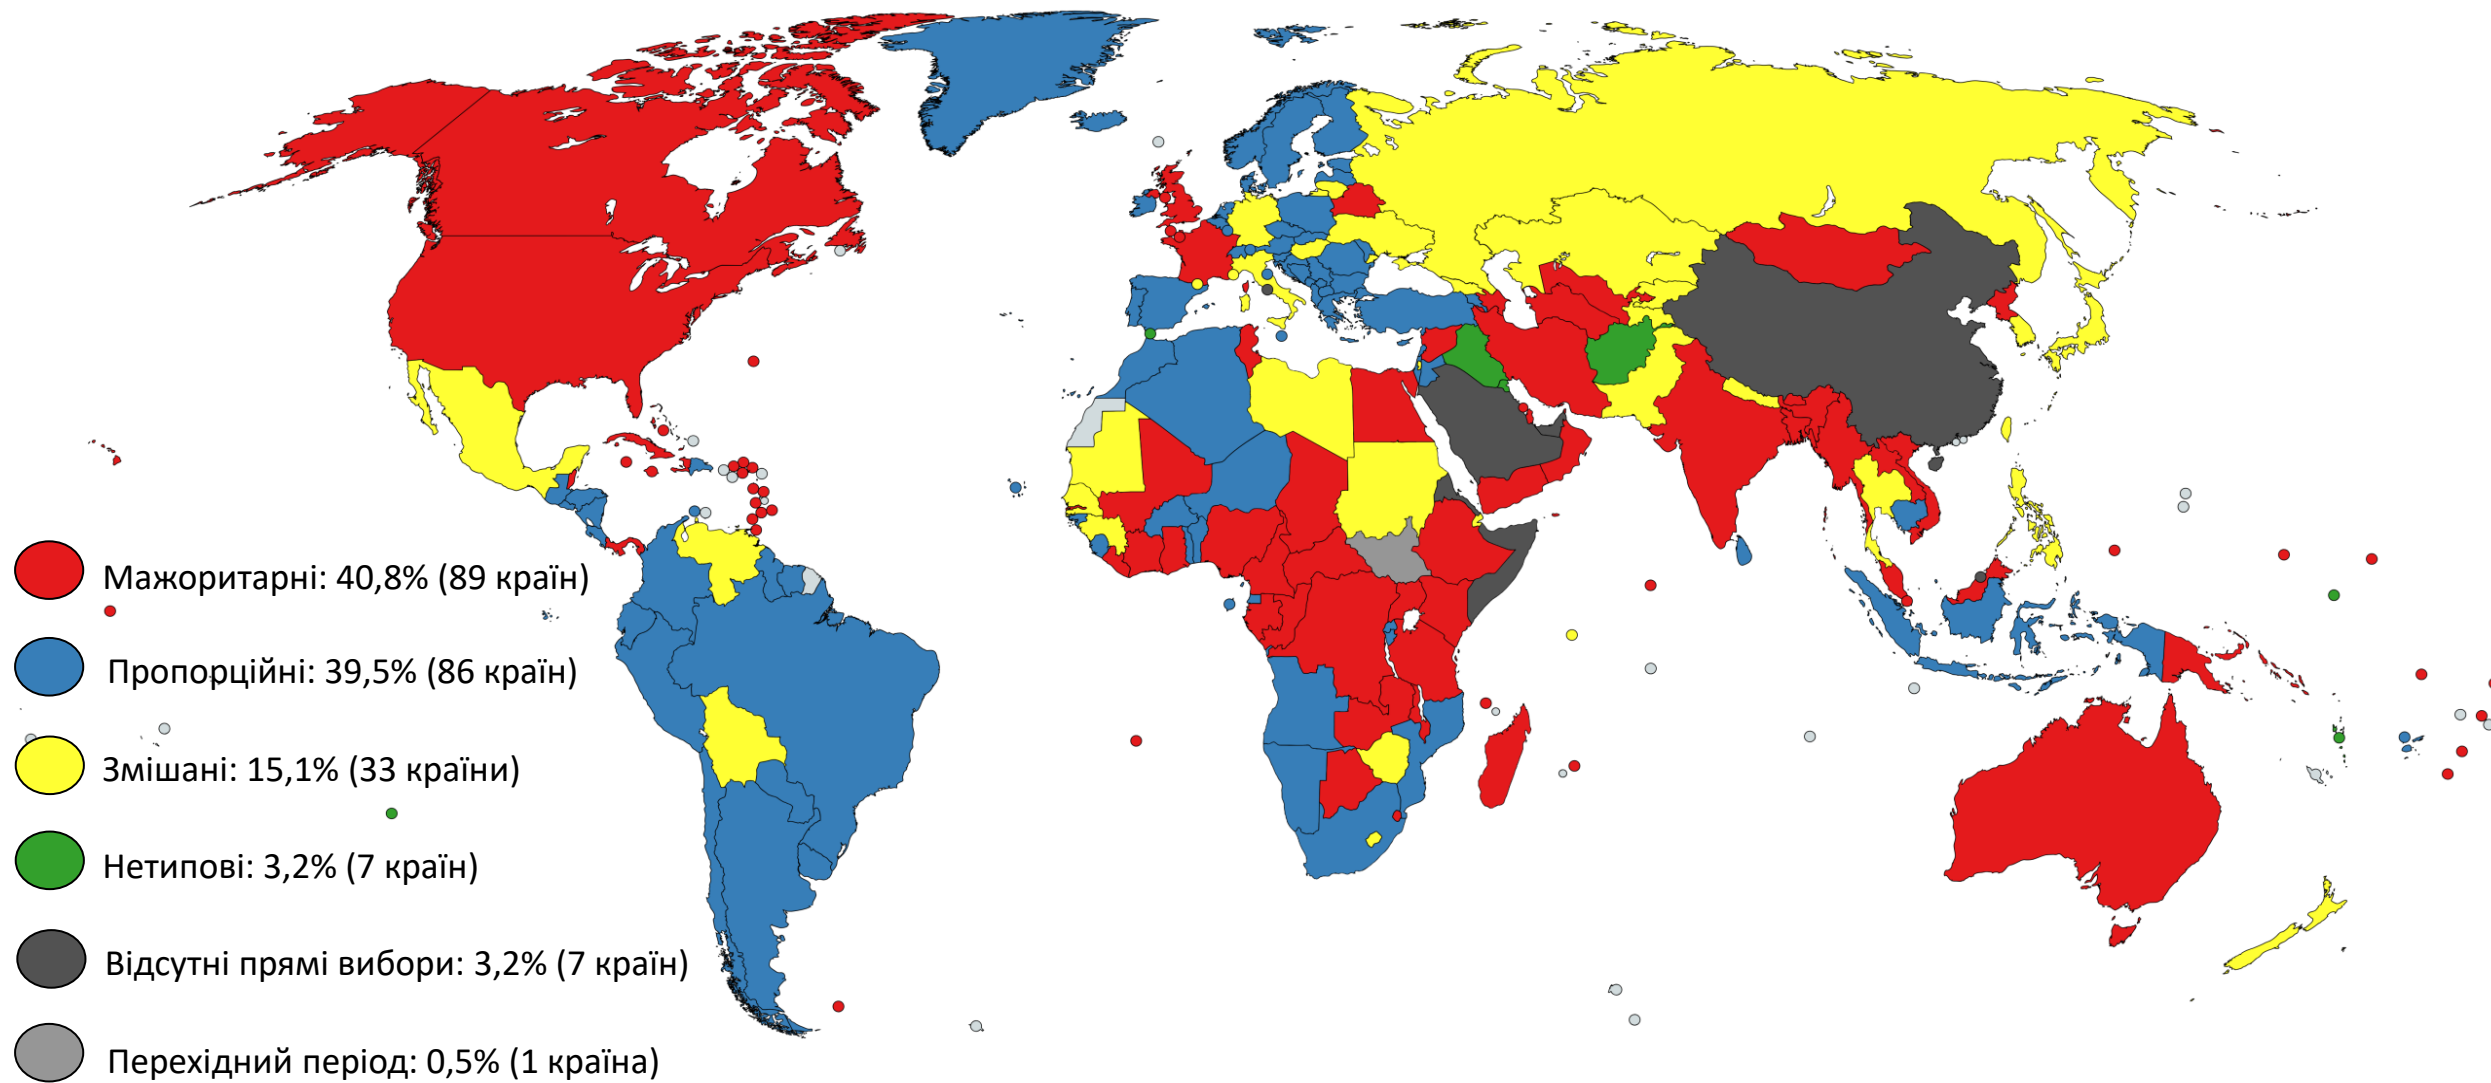 Мажоритарні: 40,8% (89 країн)
Пропорційні: 39,5% (86 країн)
Змішані: 15,1% (33 країни)
Нетипові: 3,2% (7 країн)
Відсутні прямі вибори: 3,2% (7 країн)
Перехідний період: 0,5% (1 країна)